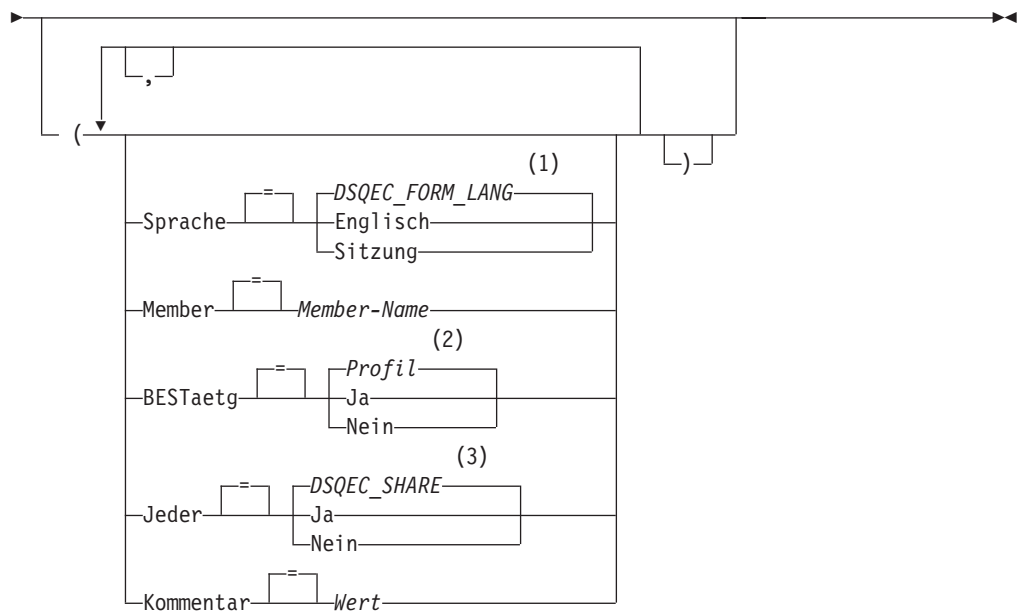 ,
(
)
(1)
= DSQEC_FORM_LANG
Sprache Englisch
Sitzung
=
Member Member-Name
(2)
= Profil
BESTaetg Ja
Nein
(3)
= DSQEC_SHARE
Jeder Ja
Nein
=
Kommentar Wert